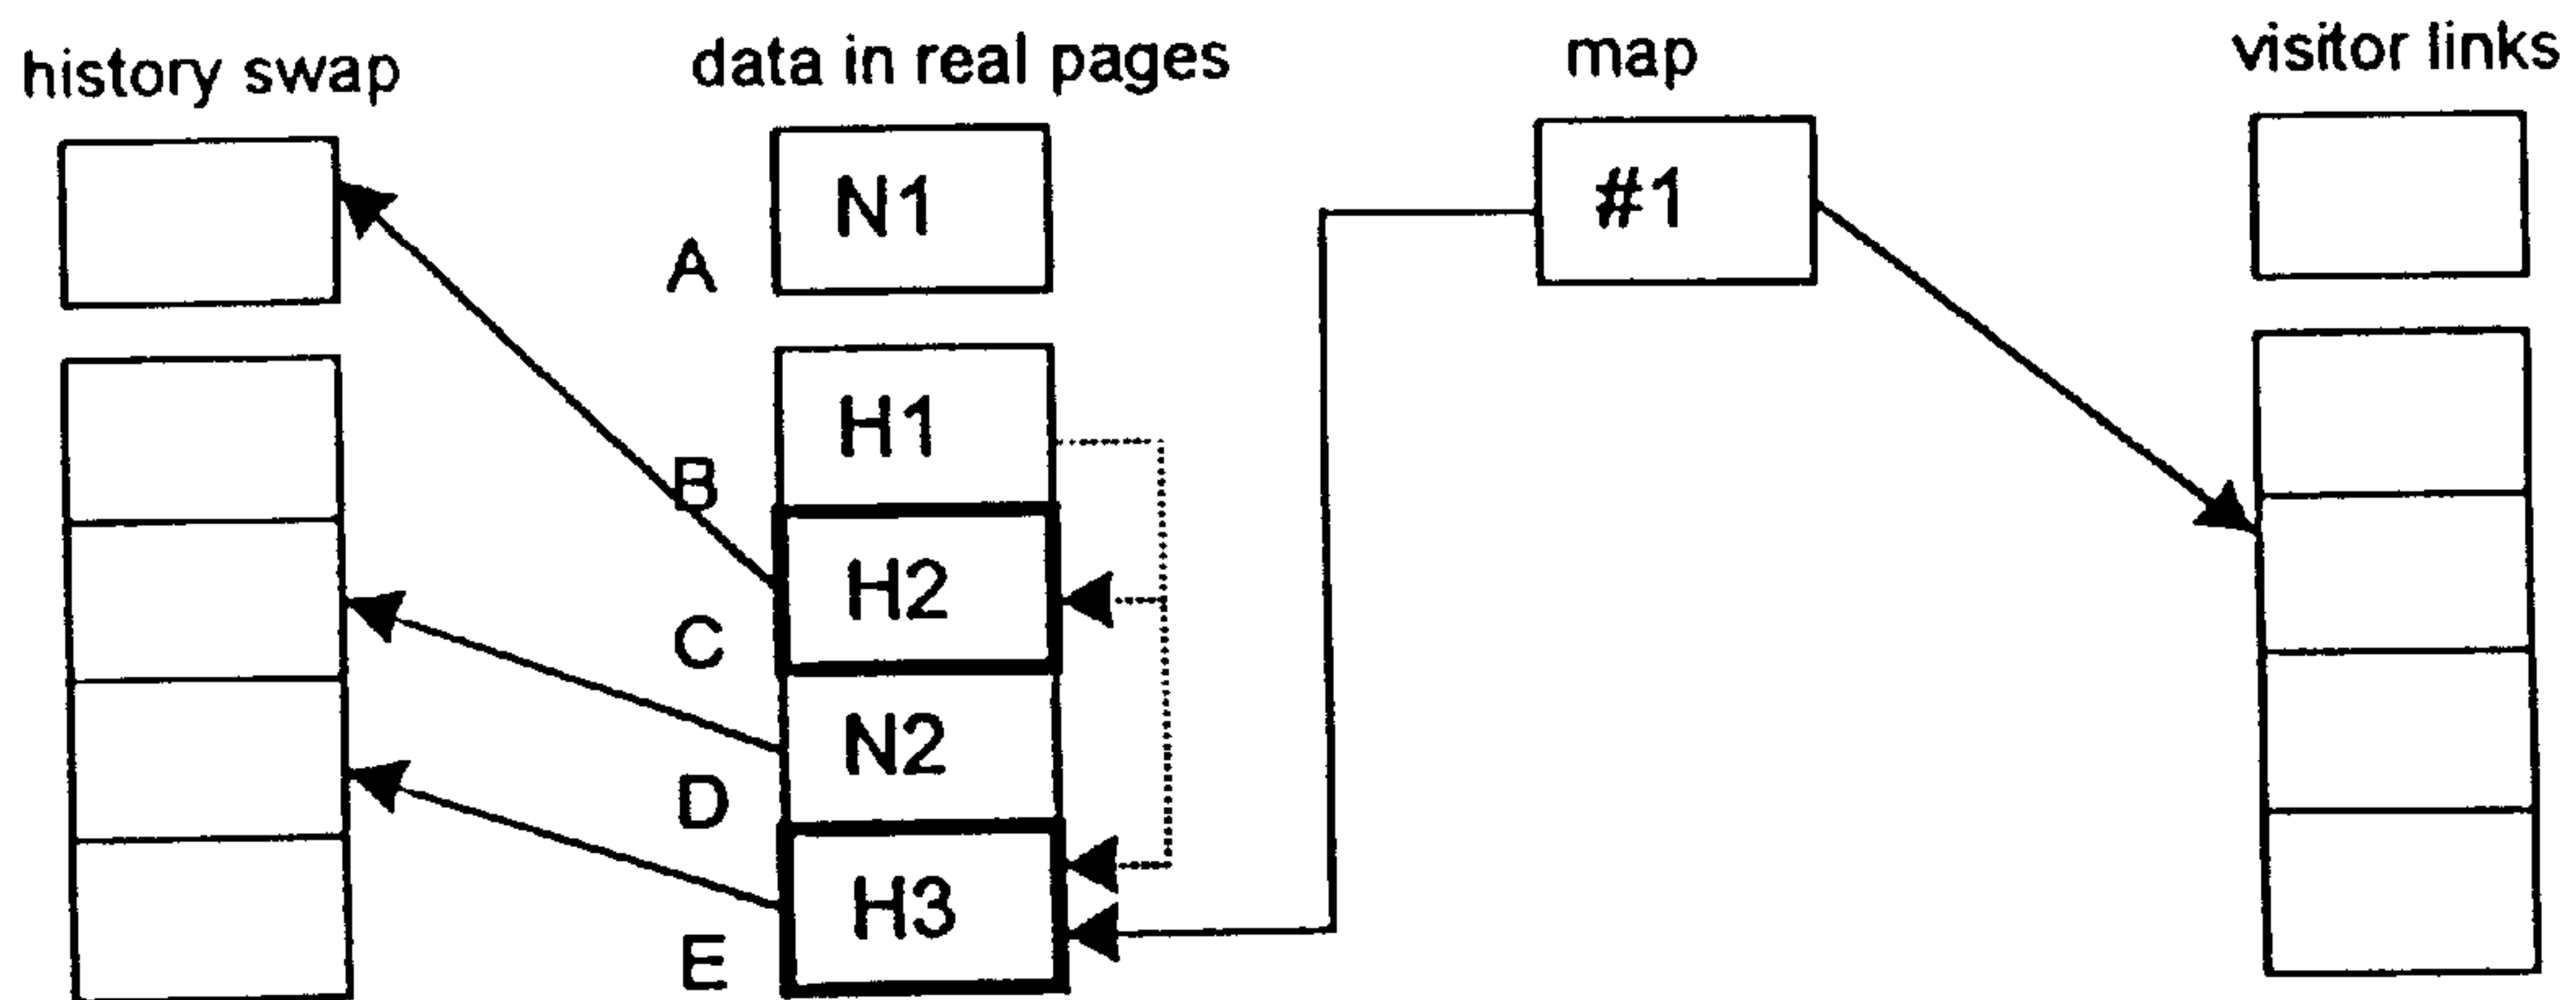 history swap
data in real pages
map
visitor links
N1
#1
A
H1
B
H2
C
N2
D
H3
E